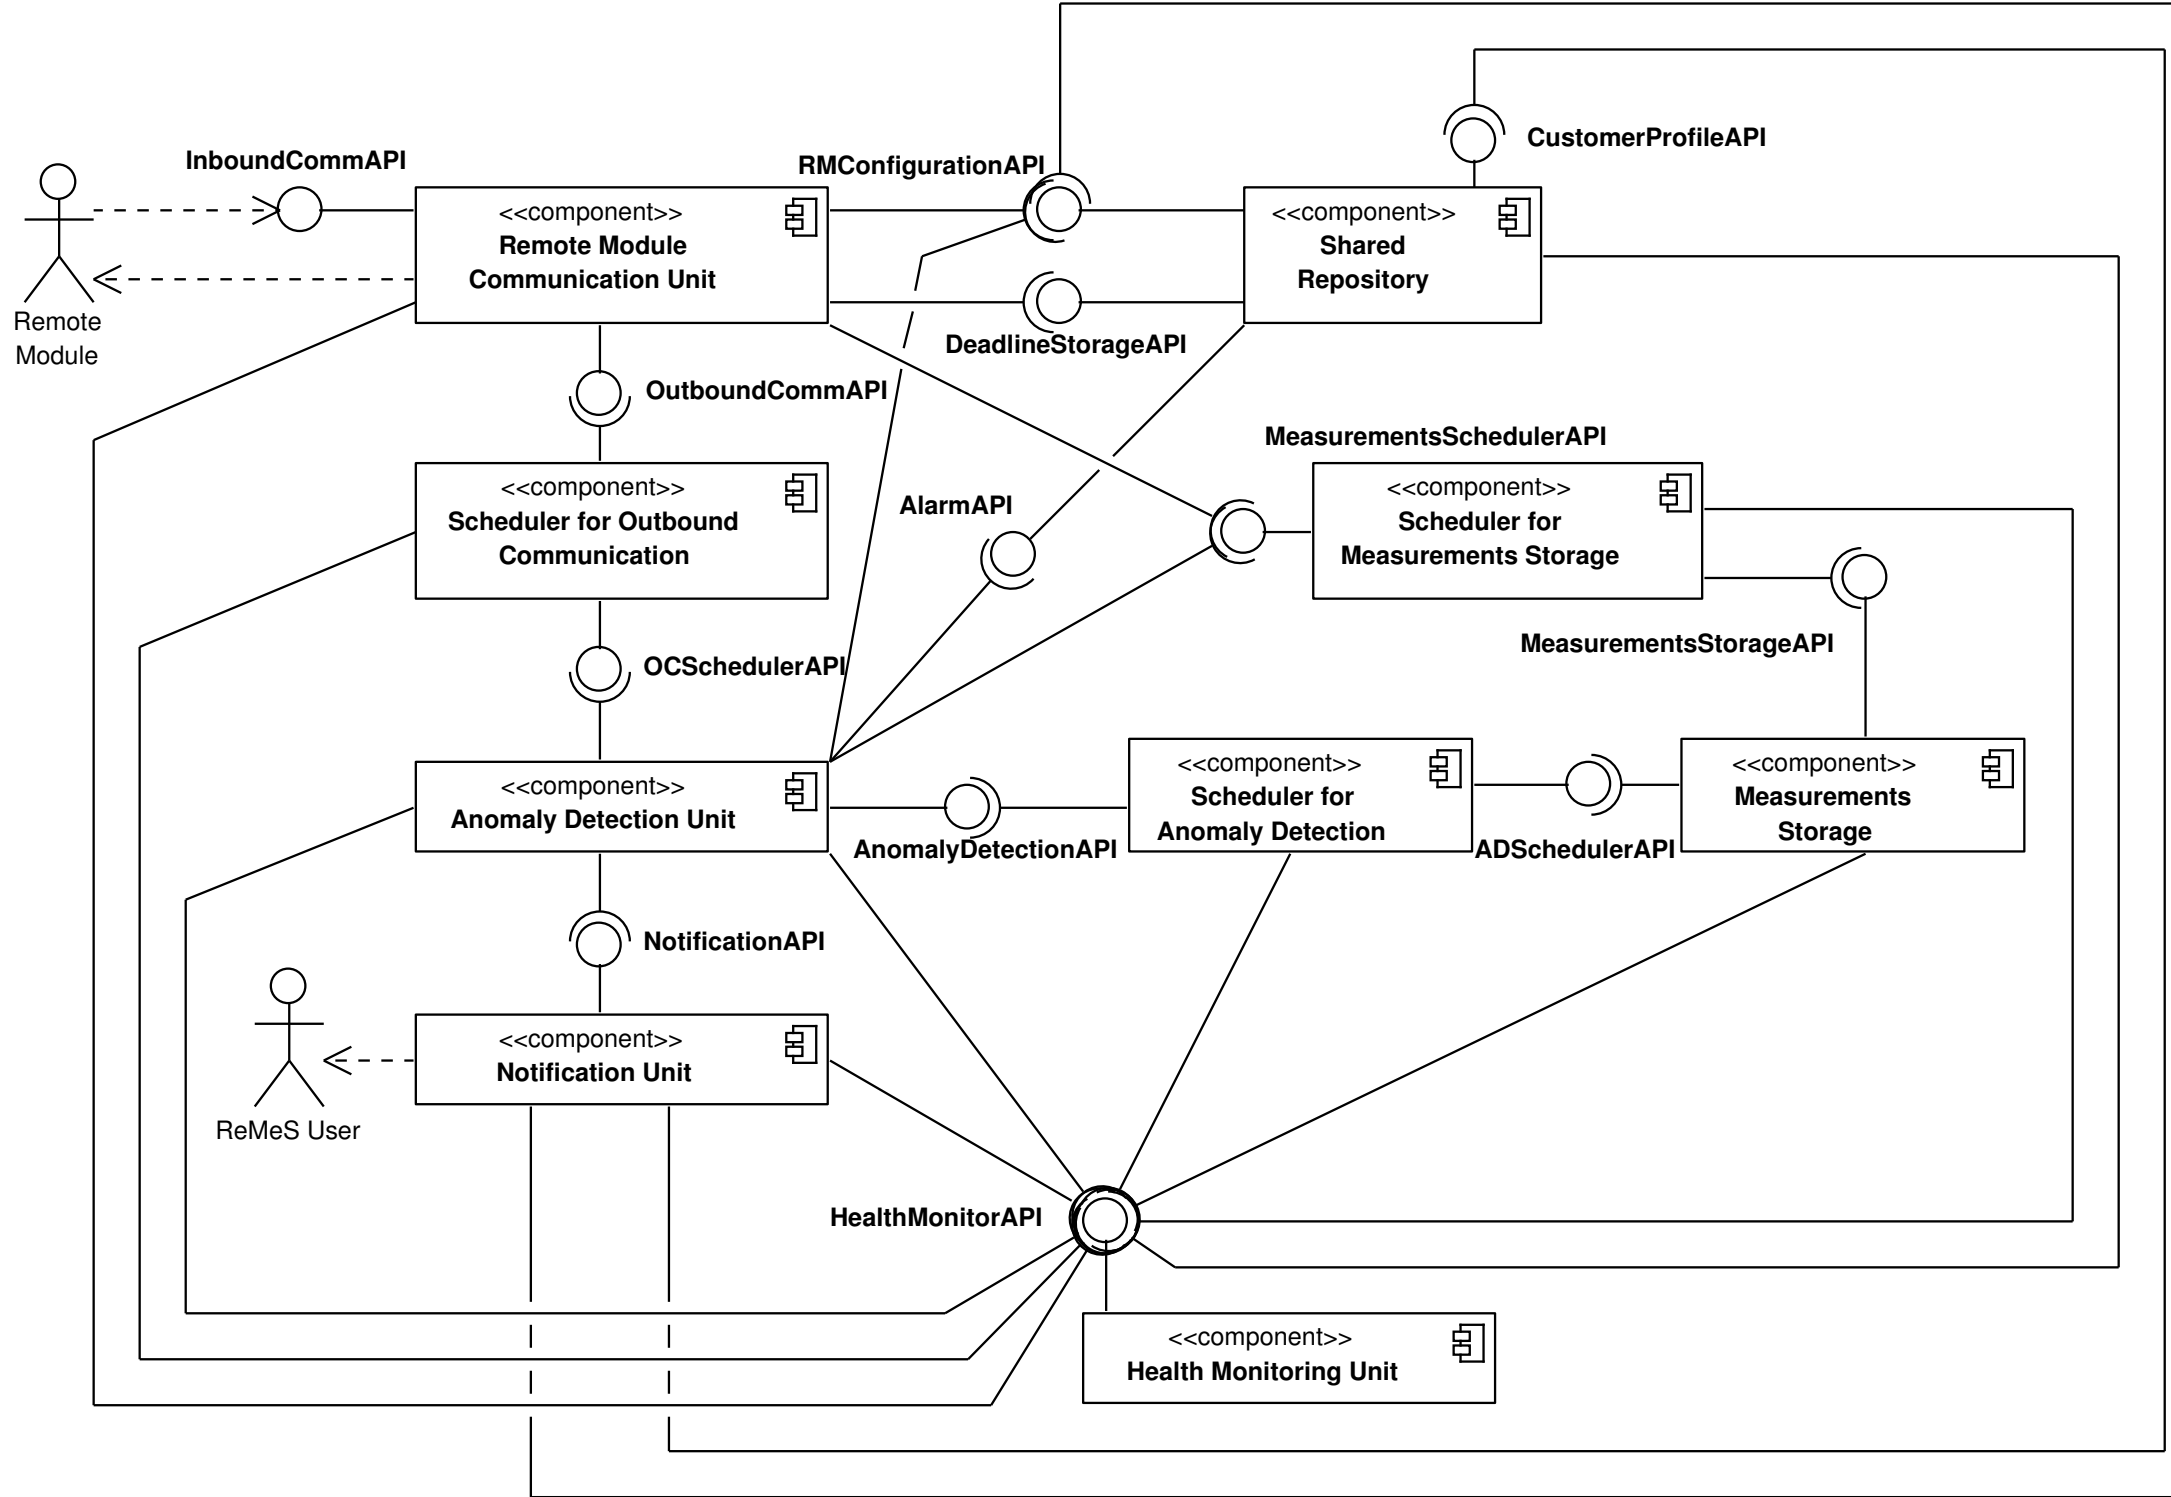 CustomerProfileAPI
InboundCommAPI
RMConfigurationAPI
<<component>>
Remote Module
Communication Unit
<<component>>
Shared
Repository
Remote
Module
DeadlineStorageAPI
OutboundCommAPI
MeasurementsSchedulerAPI
<<component>>
Scheduler for Outbound
Communication
AlarmAPI
<<component>>
Scheduler for
Measurements Storage
MeasurementsStorageAPI
OCSchedulerAPI
<<component>>
Anomaly Detection Unit
<<component>>
Scheduler for
Anomaly Detection
<<component>>
Measurements
Storage
AnomalyDetectionAPI
ADSchedulerAPI
NotificationAPI
<<component>>
Notification Unit
ReMeS User
HealthMonitorAPI
<<component>>
Health Monitoring Unit